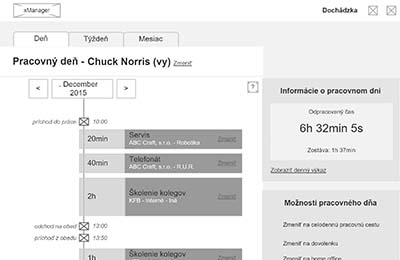 xManager
Dochádzka
Deň
Týždeň
Mesiac
Pracovný deň - Chuck Norris (vy) Zmeniť
<
. December
2015
>
?
príchod do práce
10:00
20min
Servis
ABC Craft, s.r.o. - Robotika
Zmeniť
40min
Telefonát
ABC Craft, s.r.o. - R.U.R.
Zmeniť
2h
Školenie kolegov
KFB - Interné - Iná
Zmeniť
odchod na obed
13:00
príchod z obedu
13:50
1h
Školenie kolegov
Zmeniť
Informácie o pracovnom dni
Odpracovaný čas
6h 32min 5s
Zostáva: 1h 37min
Zobraziť denný výkaz
Možnosti pracovného dňa
Zmeniť na celodennú pracovnú cestu
Zmeniť na dovolenku
Zmeniť na home office